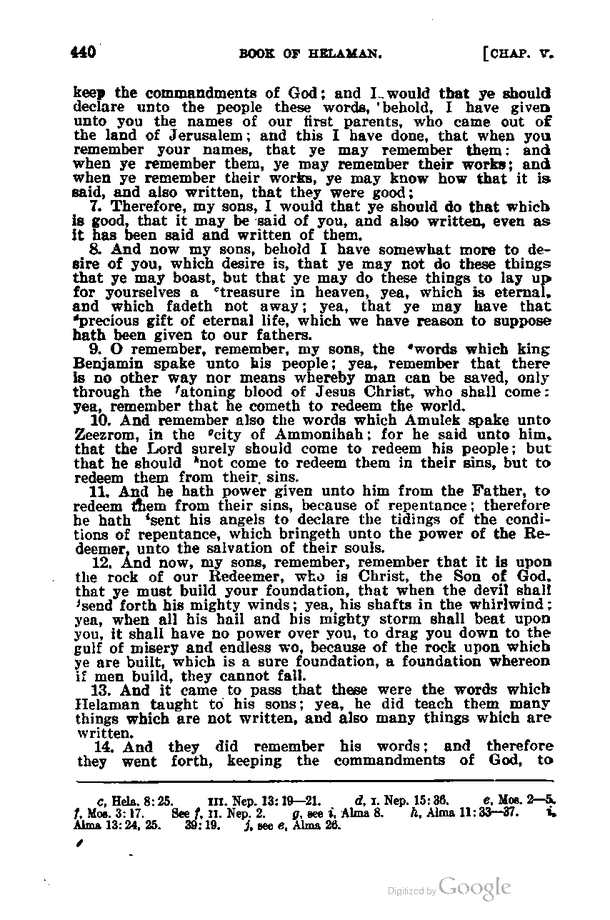 440 BOOK OF HELAMAN. [CHAP. V.
keep the commandments of God; and I would that ye should
declare unto the people these words, behold, I have given
unto you the names of our first parents, who came out of
the land of Jerusalem; and this I have done, that when you
remember your names, that ye may remember them: and
when ye remember them, ye may remember their works; and
when ye remember their works, ye may know how that it is
said, and also written, that they were good;
7. Therefore, my sons, I would that ye should do that which
is good, that it may be said of you, and also written, even as
it has been said and written of them.
8. And now my sons, behold I have somewhat more to de-
sire of you, which desire is, that ye may not do these things
that ye may boast, but that ye may do these things to lay up
for yourselves a ctreasure in heaven, yea, which is eternal,
and which fadeth not away; yea, that ye may have that
dprecious gift of eternal life, which we have reason to suppose
hath been given to our fathers.
9. O remember, remember, my sons, the ewords which king
Benjamin spake unto his people; yea, remember that there
is no other way nor means whereby man can be saved, only
through the fatoning blood of Jesus Christ, who shall come:
yea, remember that he cometh to redeem the world.
10. And remember also the words which Amulek spake unto
Zeezrom, in the gcity of Ammonihah; for he said unto him,
that the Lord surely should come to redeem his people; but
that he should hnot come to redeem them in their sins, but to
redeem them from their sins.
11. And he hath power given unto him from the Father, to
redeem them from their sins, because of repentance; therefore
he hath isent his angels to declare the tidings of the condi-
tions of repentance, which bringeth unto the power of the Re-
deemer, unto the salvation of their souls.
12. And now, my sons, remember, remember that it is upon
the rock of our Redeemer, who is Christ, the Son of God,
that ye must build your foundation, that when the devil shall
jsend forth his mighty winds; yea, his shafts in the whirlwind;
yea, when all his hail and his mighty storm shall beat upon
you, it shall have no power over you, to drag you down to the
gulf of misery and endless wo, because of the rock upon which
ye are built, which is a sure foundation, a foundation whereon
if men build, they cannot fall.
13. And it came to pass that these were the words which
Helaman taught to his sons; yea, he did teach them many
things which are not written, and also many things which are
written.
14. And they did remember his words; and therefore
they went forth, keeping the commandments of God, to
c, Hela. 8: 25. III. Nep. 13: 19—21. d, I. Nep. 15: 36. e, Mos. 2—5.
f, Mos. 3: 17. See f, II. Nep. 2. g, see i, Alma 8. h, Alma 11: 33—37. i,
Alma 13: 24, 25. 39: 19. j, see e, Alma 26.
Digitized by Google